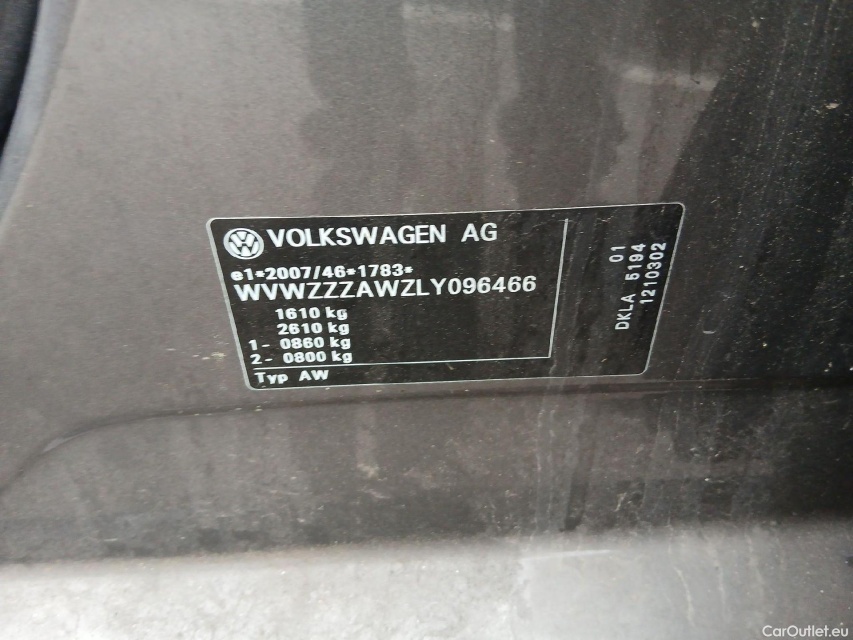 VOLKSWAGEN AG
e1*2007/46*1783*
WVWZZZAWZLY096466
1610 kg
2610 kg
1- 0860 kg
2- 0800 kg
Typ AW
01
DKLA 5194
1210302
CarOutlet.eu